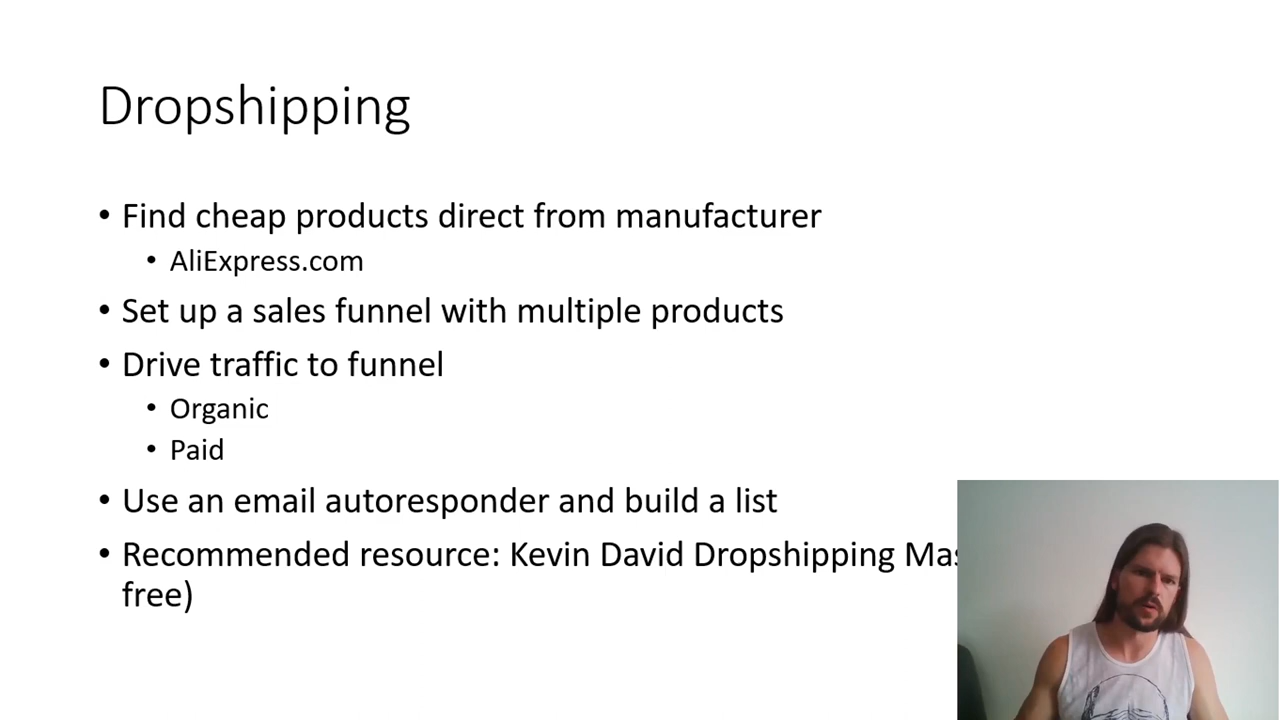 Dropshipping
• Find cheap products direct from manufacturer
• AliExpress.com
• Set up a sales funnel with multiple products
• Drive traffic to funnel
• Organic
• Paid
• Use an email autoresponder and build a list
• Recommended resource: Kevin David Dropshipping
free)